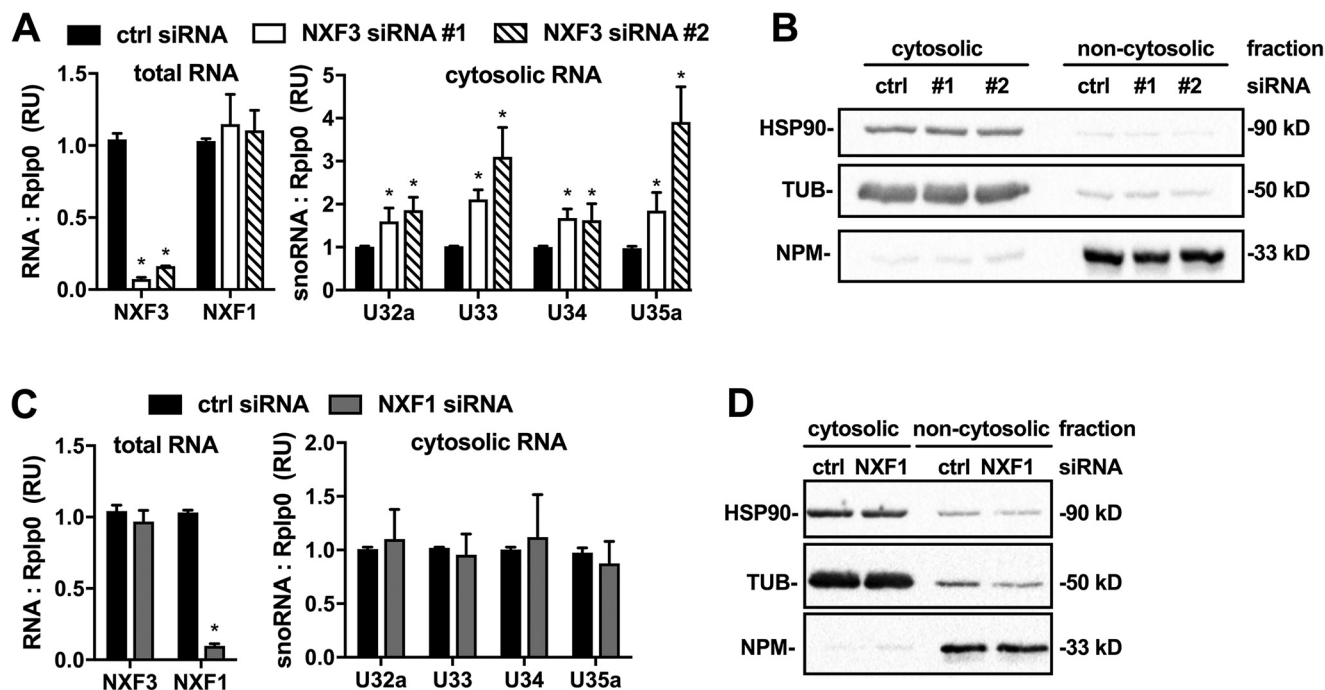 A
ctrl siRNA NXF3 siRNA #1 NXF3 siRNA #2
total RNA
RNA : Rplp0 (RU)
1.5
1.0
0.5
0.0
* *
NXF3 NXF1
cytosolic RNA
snoRNA : Rplp0 (RU)
5
4
3
2
1
0
* * * * * * * *
U32a U33 U34 U35a
B
cytosolic non-cytosolic fraction
ctrl #1 #2 ctrl #1 #2 siRNA
HSP90- -90 kD
TUB- -50 kD
NPM- -33 kD
C
ctrl siRNA NXF1 siRNA
total RNA
RNA : Rplp0 (RU)
1.5
1.0
0.5
0.0
*
NXF3 NXF1
cytosolic RNA
snoRNA : Rplp0 (RU)
2.0
1.5
1.0
0.5
0.0
U32a U33 U34 U35a
D
cytosolic non-cytosolic fraction
ctrl NXF1 ctrl NXF1 siRNA
HSP90- -90 kD
TUB- -50 kD
NPM- -33 kD